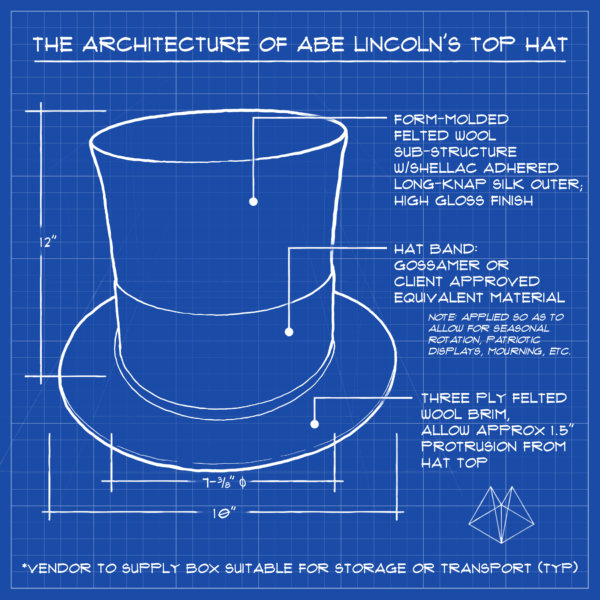 THE ARCHITECTURE OF ABE LINCOLN'S TOP HAT
FORM-MOLDED
FELTED WOOL
SUB-STRUCTURE
W/SHELLAC ADHERED
LONG-KNAP SILK OUTER;
HIGH GLOSS FINISH
12"
HAT BAND:
GOSSAMER OR
CLIENT APPROVED
EQUIVALENT MATERIAL
NOTE: APPLIED SO AS TO
ALLOW FOR SEASONAL
ROTATION, PATRIOTIC
DISPLAYS, MOURNING, ETC.
THREE PLY FELTED
WOOL BRIM,
ALLOW APPROX 1.5"
PROTRUSION FROM
HAT TOP
7-3/8" ϕ
10"
*VENDOR TO SUPPLY BOX SUITABLE FOR STORAGE OR TRANSPORT (TYP)